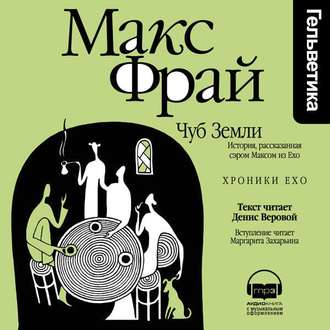 Макс
Фрай
Гельветика
Чуб Земли
История, рассказанная
сэром Максом из Ехо
ХРОНИКИ ЕХО
Текст читает
Денис Веровой
Вступление читает
Маргарита Захарьина
mp3
АУДИОКНИГА
С МУЗЫКАЛЬНЫМ
ОФОРМЛЕНИЕМ